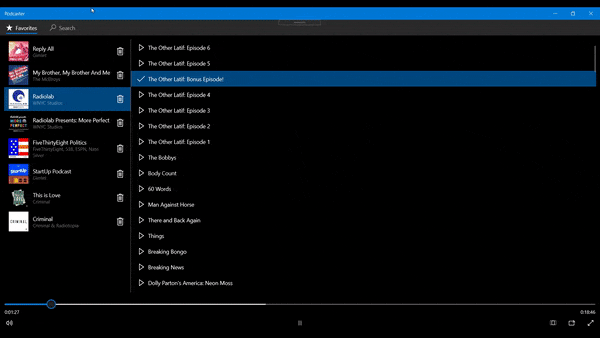 Podcaster
Favorites
Search
Reply All
Gimlet
My Brother, My Brother And Me
The McElroys
Radiolab
WNYC Studios
Radiolab Presents: More Perfect
WNYC Studios
FiveThirtyEight Politics
FiveThirtyEight, 538, ESPN, Nate
Silver
StartUp Podcast
Gimlet
This is Love
Criminal
Criminal
Criminal & Radiotopia
The Other Latif: Episode 6
The Other Latif: Episode 5
The Other Latif: Bonus Episode!
The Other Latif: Episode 4
The Other Latif: Episode 3
The Other Latif: Episode 2
The Other Latif: Episode 1
The Bobbys
Body Count
60 Words
Man Against Horse
There and Back Again
Things
Breaking Bongo
Breaking News
Dolly Parton's America: Neon Moss
0:01:27
0:18:46